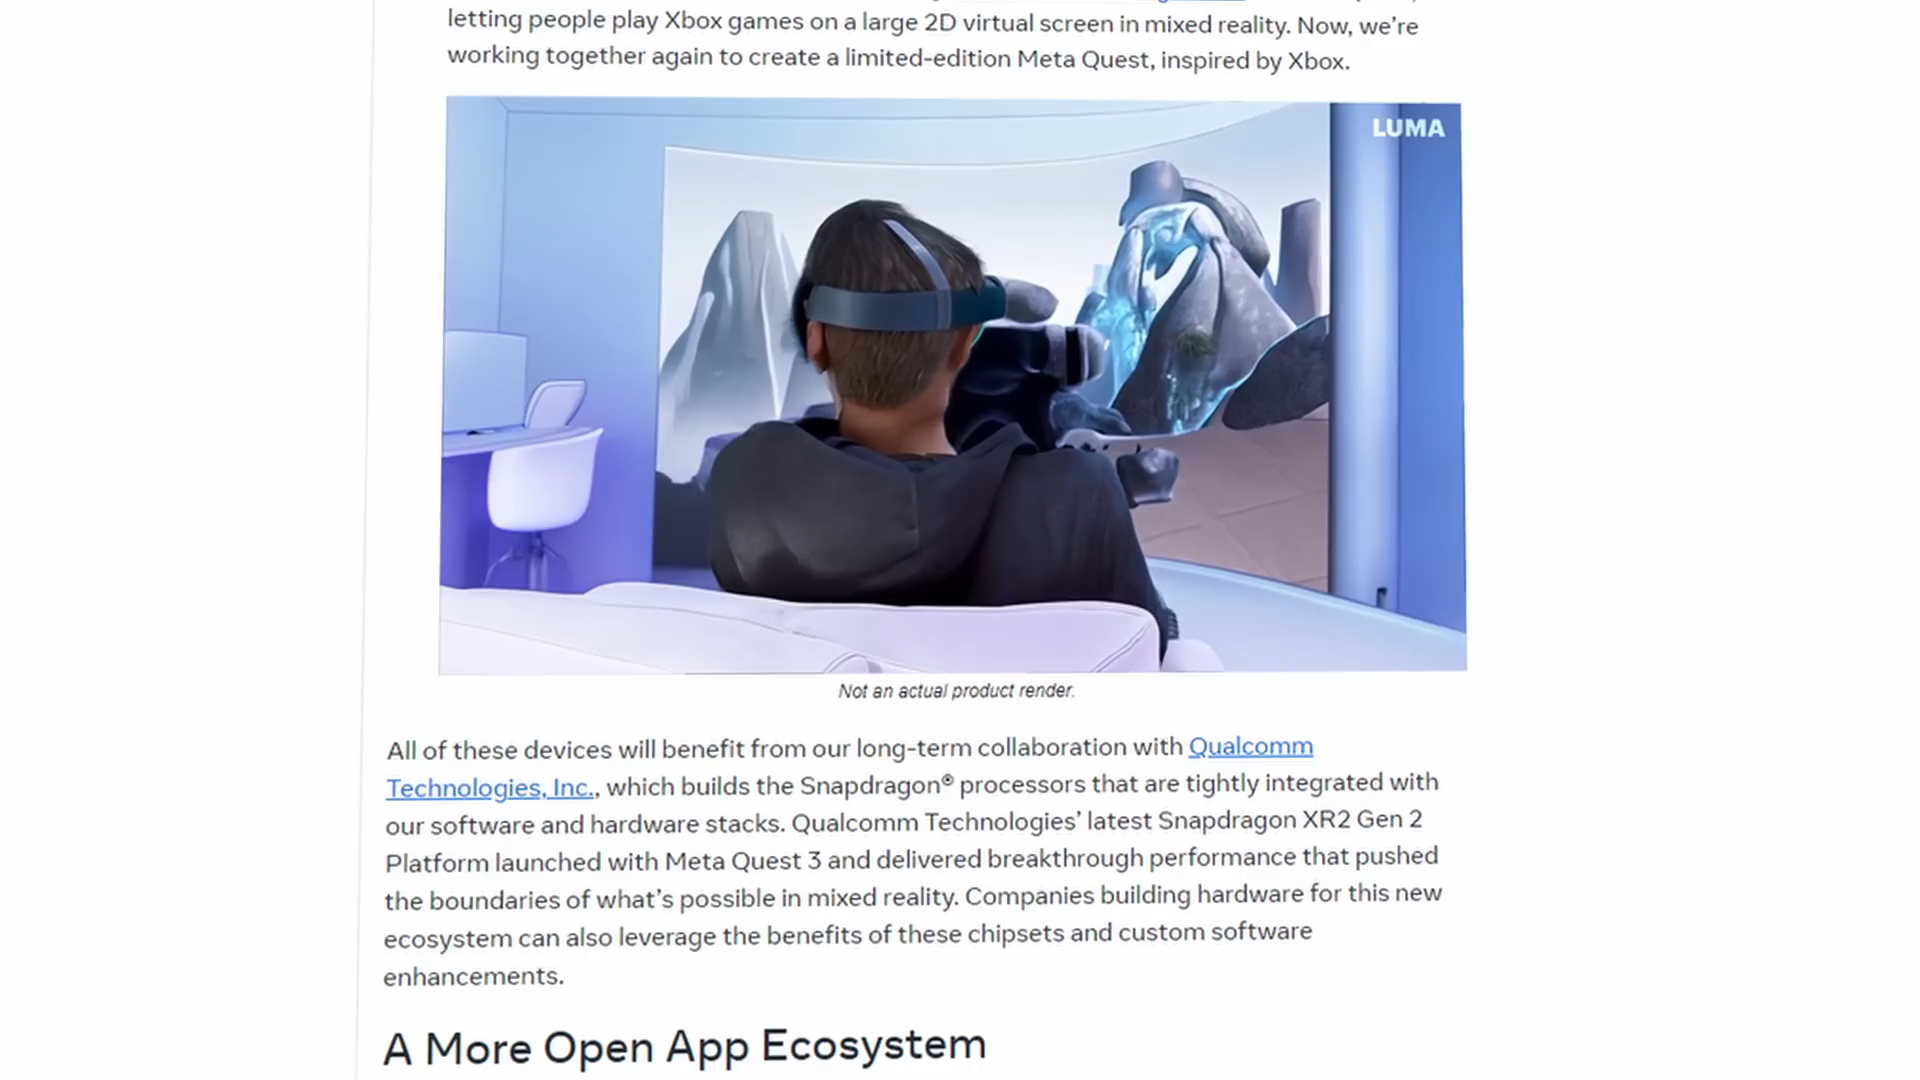 letting people play Xbox games on a large 2D virtual screen in mixed reality. Now, we’re
working together again to create a limited-edition Meta Quest, inspired by Xbox.
LUMA
Not an actual product render.
All of these devices will benefit from our long-term collaboration with Qualcomm
Technologies, Inc., which builds the Snapdragon® processors that are tightly integrated with
our software and hardware stacks. Qualcomm Technologies’ latest Snapdragon XR2 Gen 2
Platform launched with Meta Quest 3 and delivered breakthrough performance that pushed
the boundaries of what’s possible in mixed reality. Companies building hardware for this new
ecosystem can also leverage the benefits of these chipsets and custom software
enhancements.
A More Open App Ecosystem